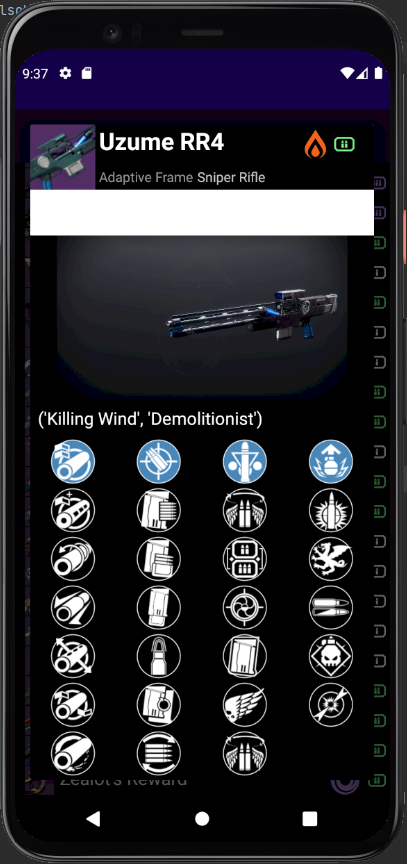 9:37
Uzume RR4
Adaptive Frame Sniper Rifle
('Killing Wind', 'Demolitionist')
Zealot's Reward